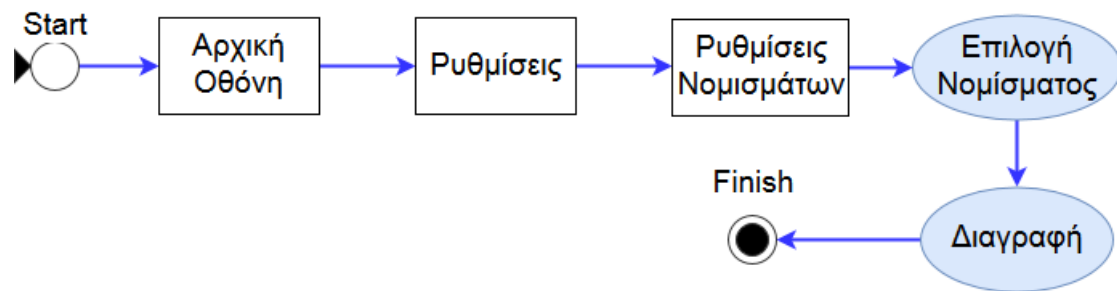 Start
Αρχική
Οθόνη
Ρυθμίσεις
Ρυθμίσεις
Νομισμάτων
Επιλογή
Νομίσματος
Finish
Διαγραφή